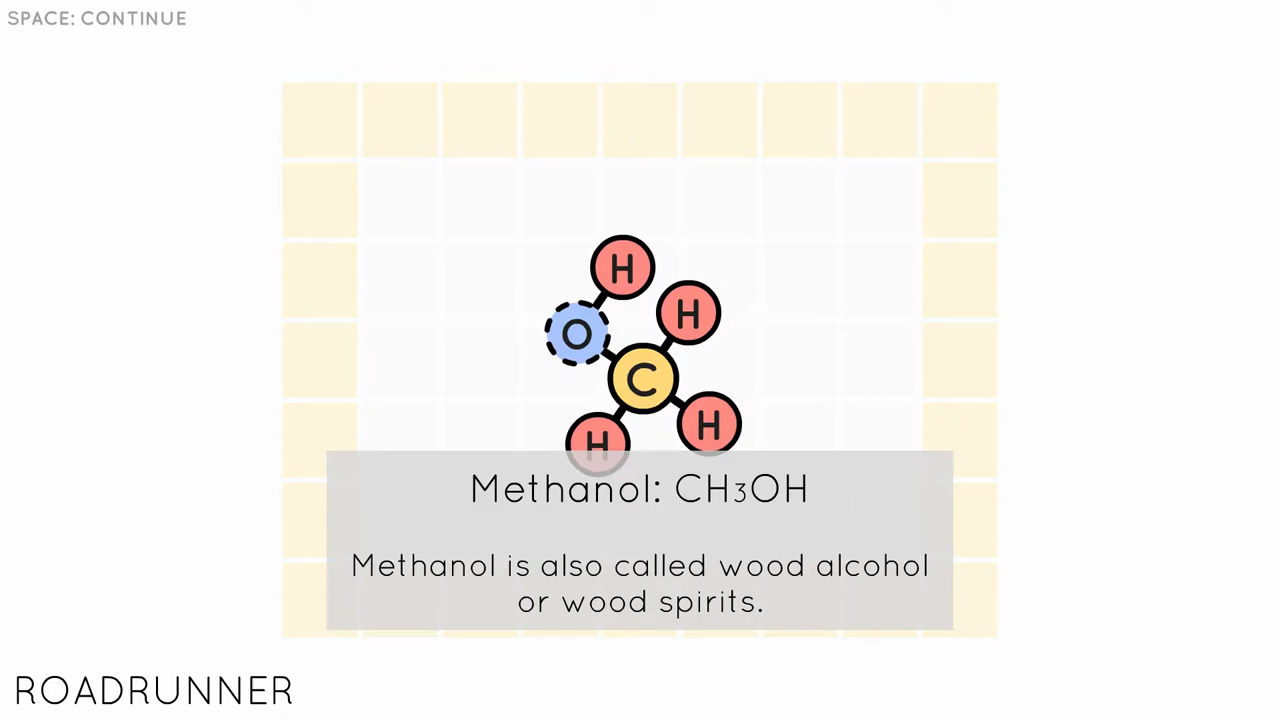 SPACE: CONTINUE
H
H
O
C
H
H
Methanol: CH₃OH
Methanol is also called wood alcohol
or wood spirits.
ROADRUNNER